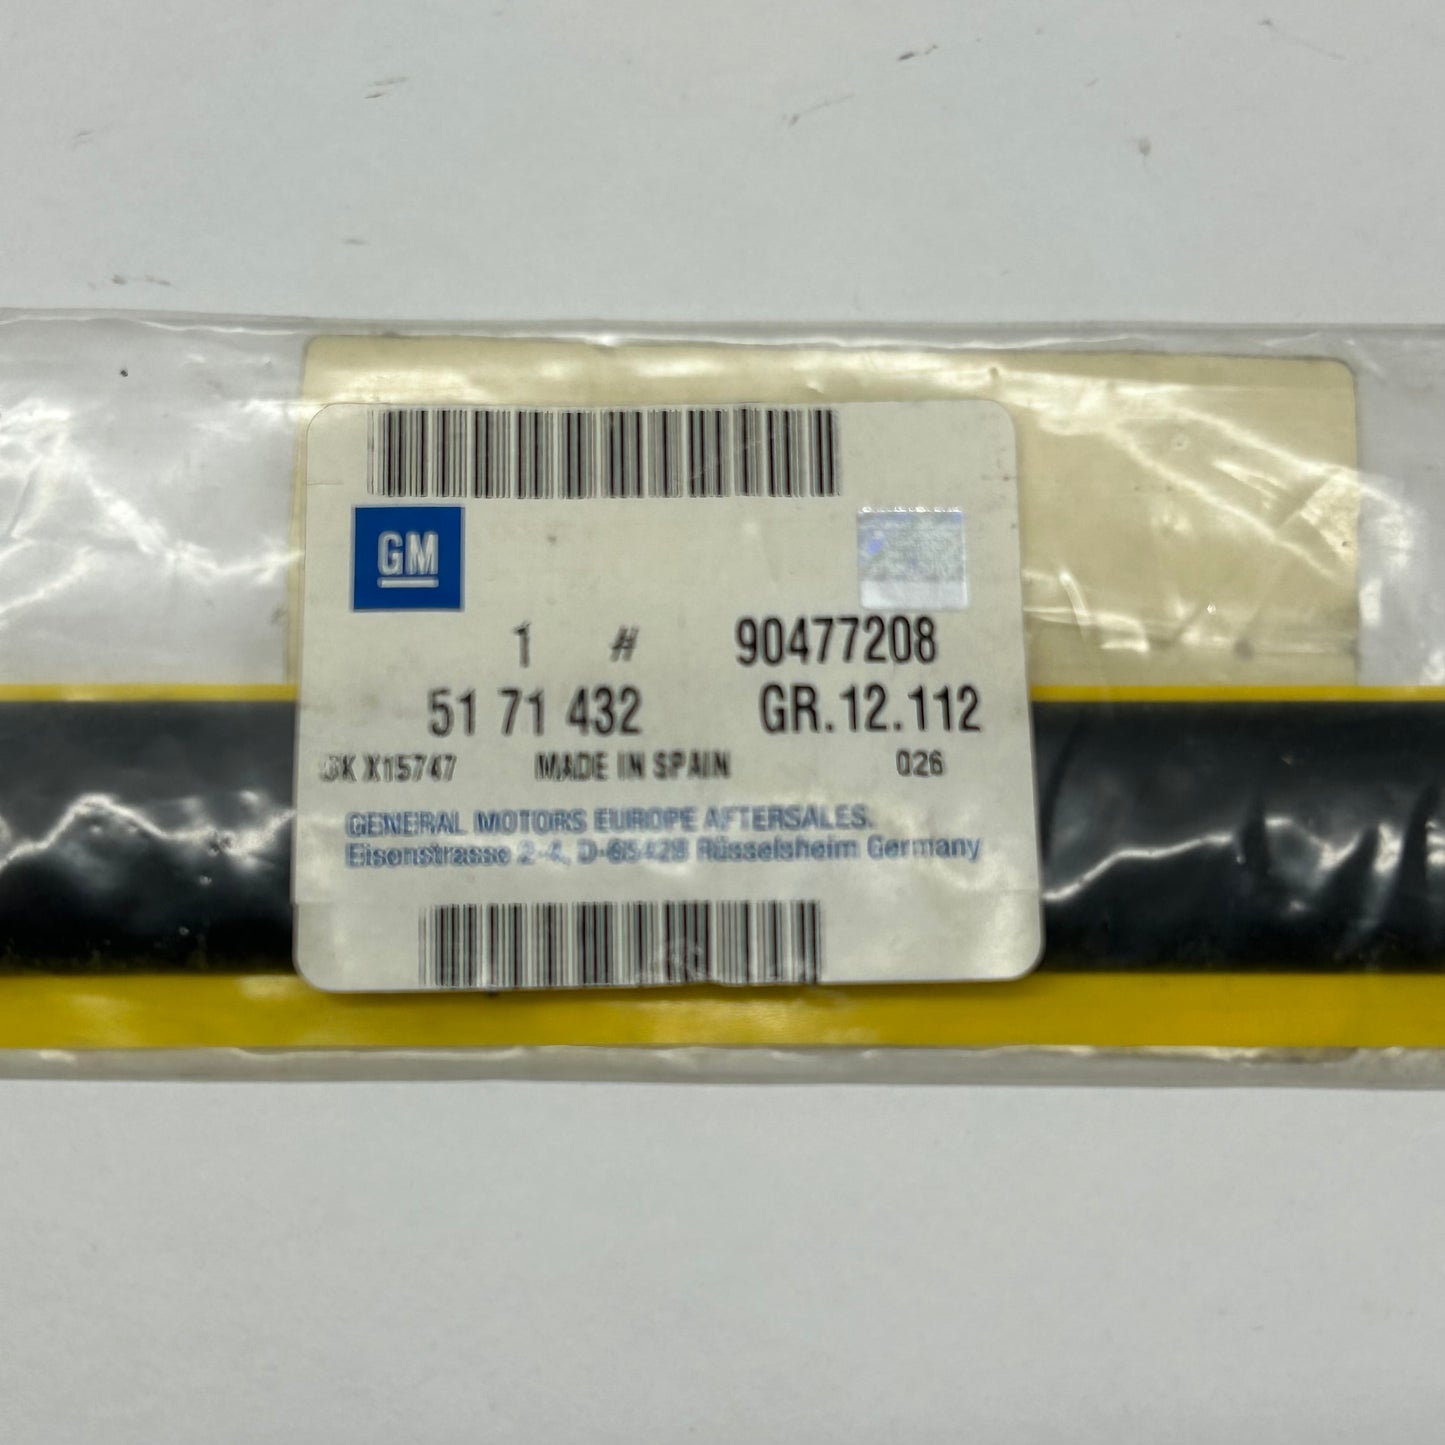 GM
1 # 90477208
51 71 432 GR.12.112
X15747 MADE IN SPAIN 026
GENERAL MOTORS EUROPE AFTERSALES.
Eisenstrasse 2-4, D-65428 Rüsselsheim Germany